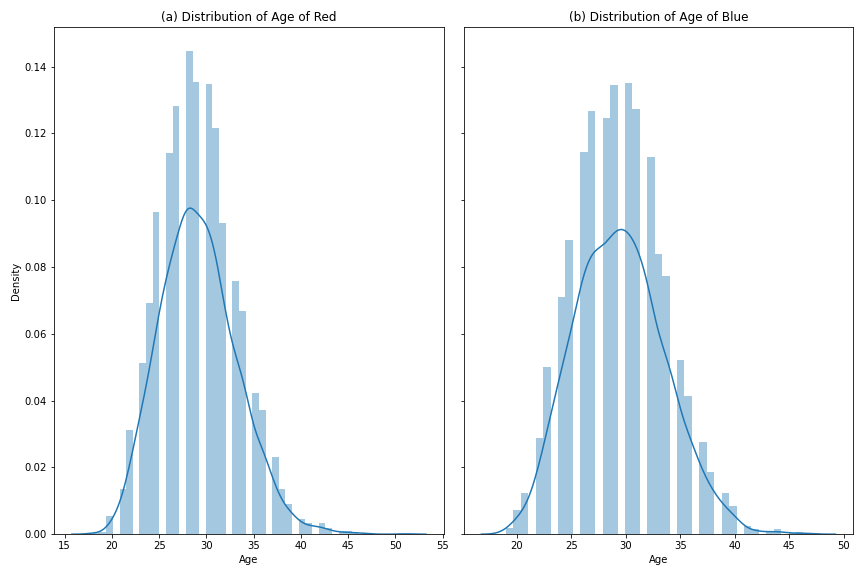 (a) Distribution of Age of Red
(b) Distribution of Age of Blue
Density
0.14
0.12
0.10
0.08
0.06
0.04
0.02
0.00
15 20 25 30 35 40 45 50 55
20 25 30 35 40 45 50
Age
Age